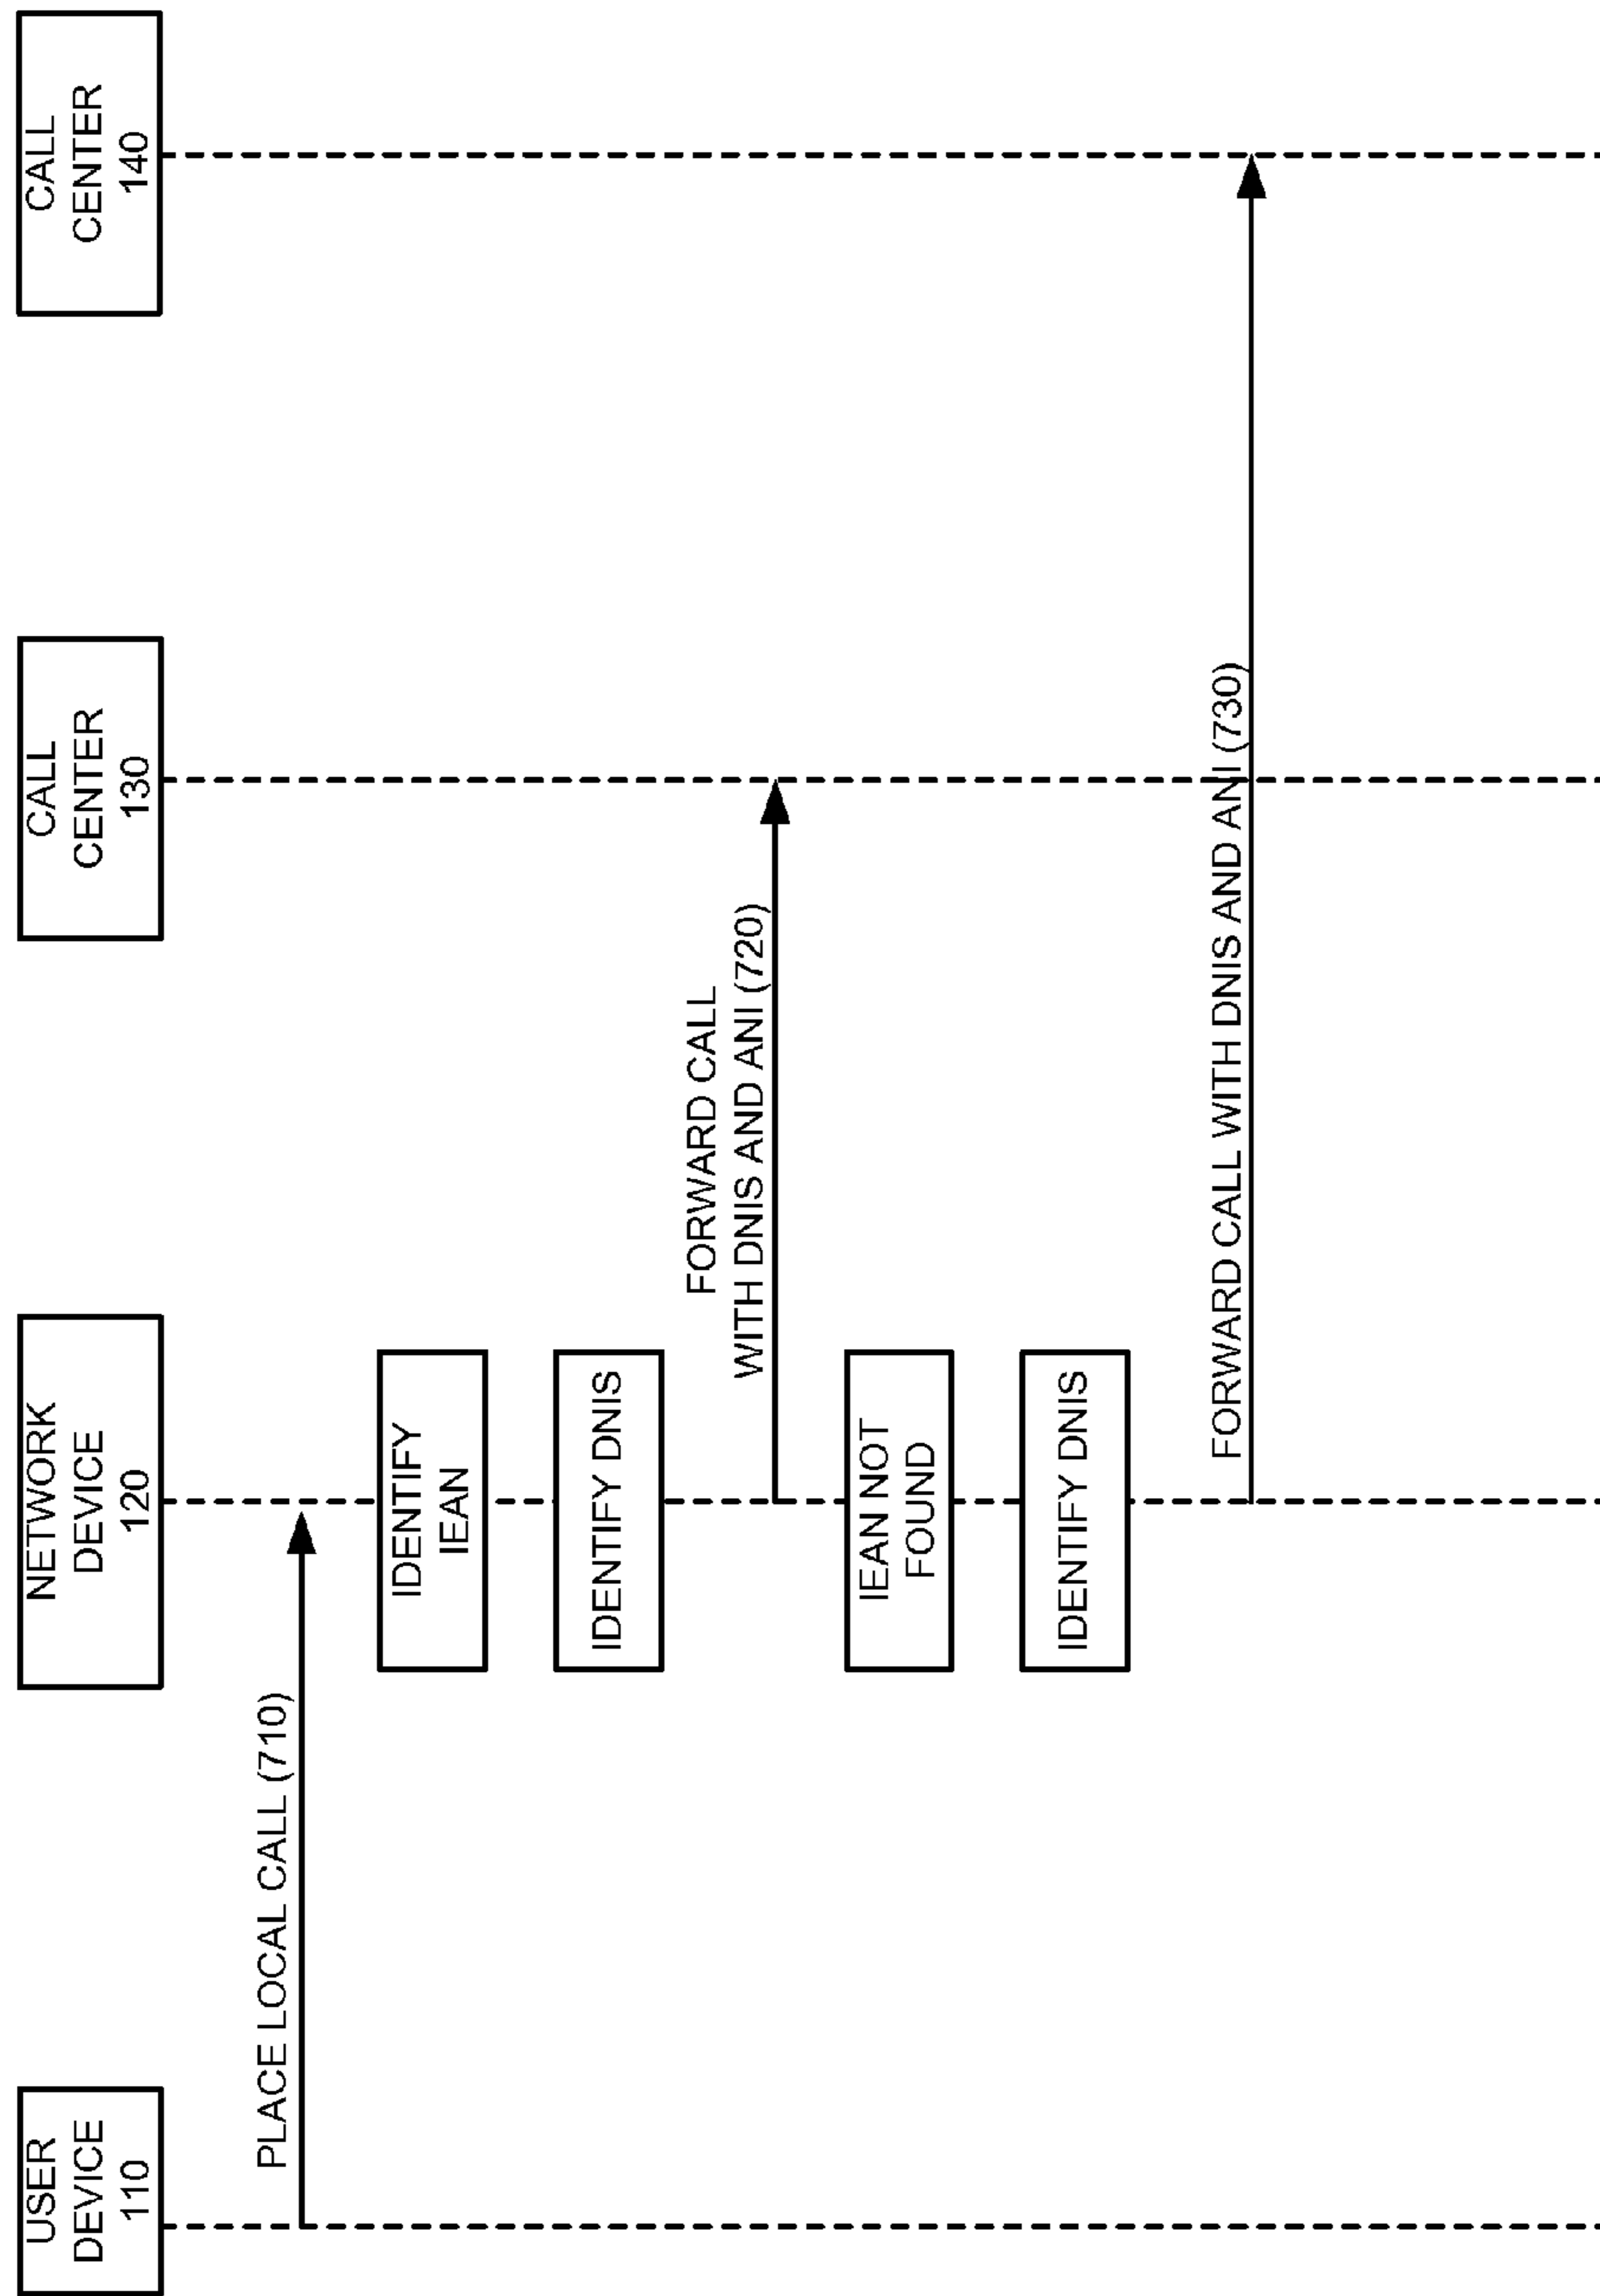 USER
DEVICE
110
NETWORK
DEVICE
120
CALL
CENTER
130
CALL
CENTER
140
PLACE LOCAL CALL (710)
IDENTIFY
IEAN
IDENTIFY DNIS
FORWARD CALL
WITH DNIS AND ANI (720)
IEAN NOT
FOUND
IDENTIFY DNIS
FORWARD CALL WITH DNIS AND ANI (730)